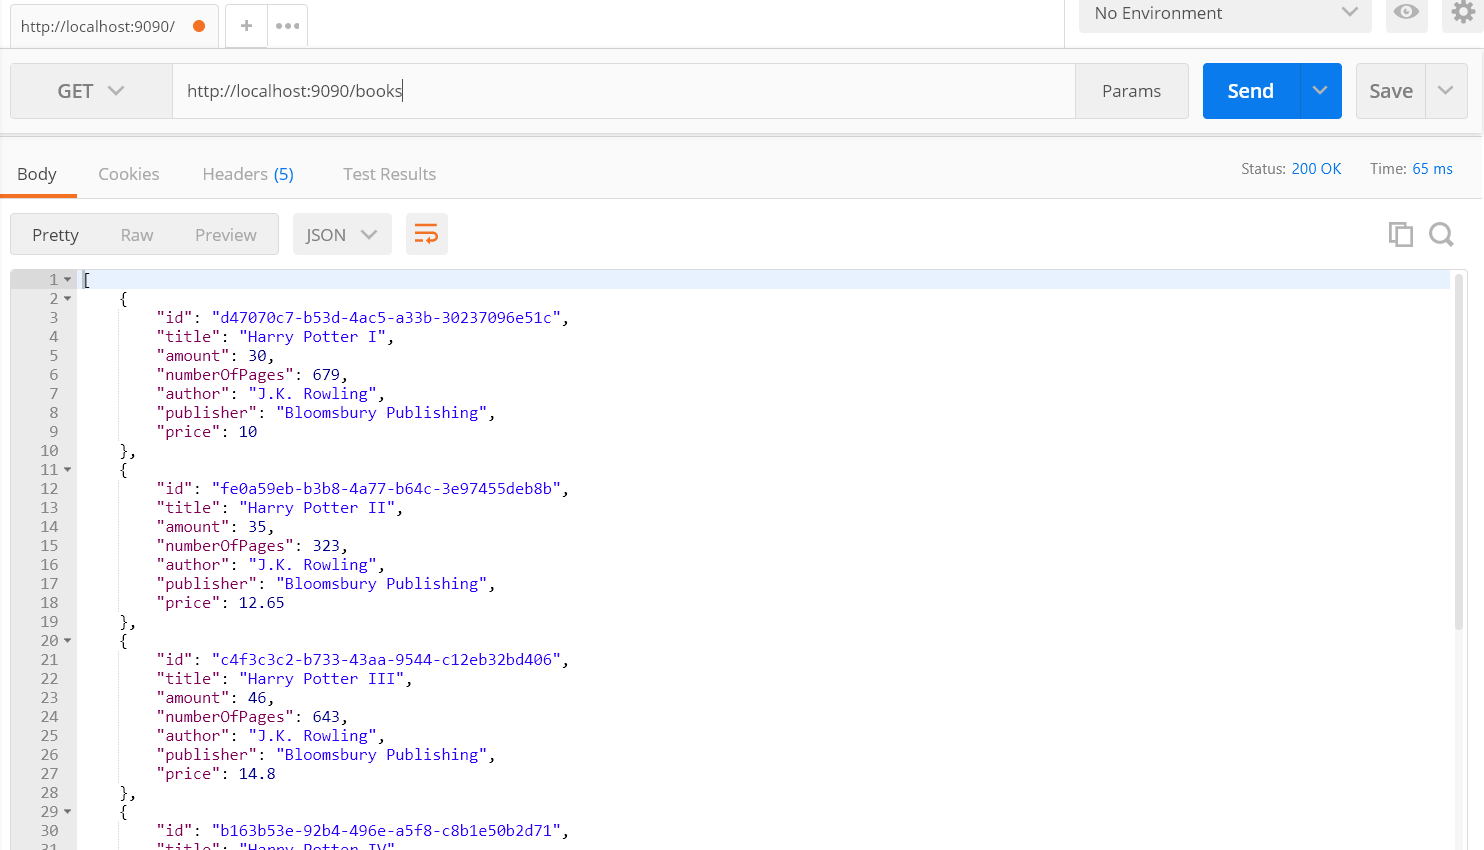 http://localhost:9090/ + •••
No Environment
GET http://localhost:9090/books Params Send Save
Body Cookies Headers (5) Test Results Status: 200 OK Time: 65 ms
Pretty Raw Preview JSON
1 [
2 {
3 "id": "d47070c7-b53d-4ac5-a33b-30237096e51c",
4 "title": "Harry Potter I",
5 "amount": 30,
6 "numberOfPages": 679,
7 "author": "J.K. Rowling",
8 "publisher": "Bloomsbury Publishing",
9 "price": 10
10 },
11 {
12 "id": "fe0a59eb-b3b8-4a77-b64c-3e97455deb8b",
13 "title": "Harry Potter II",
14 "amount": 35,
15 "numberOfPages": 323,
16 "author": "J.K. Rowling",
17 "publisher": "Bloomsbury Publishing",
18 "price": 12.65
19 },
20 {
21 "id": "c4f3c3c2-b733-43aa-9544-c12eb32bd406",
22 "title": "Harry Potter III",
23 "amount": 46,
24 "numberOfPages": 643,
25 "author": "J.K. Rowling",
26 "publisher": "Bloomsbury Publishing",
27 "price": 14.8
28 },
29 {
30 "id": "b163b53e-92b4-496e-a5f8-c8b1e50b2d71",
31 "title": "Harry Potter IV"